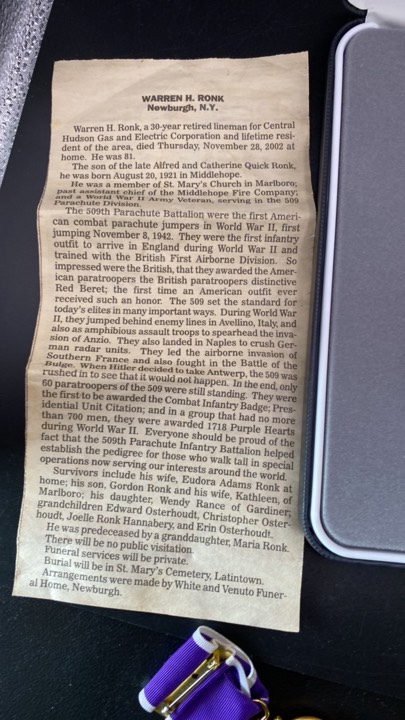 WARREN H. RONK
Newburgh, N.Y.
Warren H. Ronk, a 30-year retired lineman for Central
Hudson Gas and Electric Corporation and lifetime resi-
dent of the area, died Thursday, November 28, 2002 at
home. He was 81.
The son of the late Alfred and Catherine Quick Ronk,
he was born August 20, 1921 in Middlehope.
He was a member of St. Mary's Church in Marlboro;
past assistant chief of the Middlehope Fire Company;
and a World War II Army Veteran, serving in the 509
Parachute Division.
The 509th Parachute Battalion were the first Ameri-
can combat parachute jumpers in World War II, first
jumping November 8, 1942. They were the first infantry
outfit to arrive in England during World War II and
trained with the British First Airborne Division. So
impressed were the British, that they awarded the Amer-
ican paratroopers the British paratroopers distinctive
Red Beret; the first time an American outfit ever
received such an honor. The 509 set the standard for
today's elites in many important ways. During World War
II, they jumped behind enemy lines in Avellino, Italy, and
also as amphibious assault troops to spearhead the inva-
sion of Anzio. They also landed in Naples to crush Ger-
man radar units. They led the airborne invasion of
Southern France and also fought in the Battle of the
Bulge. When Hitler decided to take Antwerp, the 509 was
rushed in to see that it would not happen. In the end, only
60 paratroopers of the 509 were still standing. They were
the first to be awarded the Combat Infantry Badge; Pres-
idential Unit Citation; and in a group that had no more
than 700 men, they were awarded 1718 Purple Hearts
during World War II. Everyone should be proud of the
fact that the 509th Parachute Infantry Battalion helped
establish the pedigree for those who walk tall in special
operations now serving our interests around the world.
Survivors include his wife, Eudora Adams Ronk at
home; his son, Gordon Ronk and his wife, Kathleen, of
Marlboro; his daughter, Wendy Rance of Gardiner;
grandchildren Edward Osterhoudt, Christopher Oster-
houdt, Joelle Ronk Hannabery, and Erin Osterhoudt.
He was predeceased by a granddaughter, Maria Ronk.
There will be no public visitation.
Funeral services will be private.
Burial will be in St. Mary's Cemetery, Latintown.
Arrangements were made by White and Venuto Funer-
al Home, Newburgh.